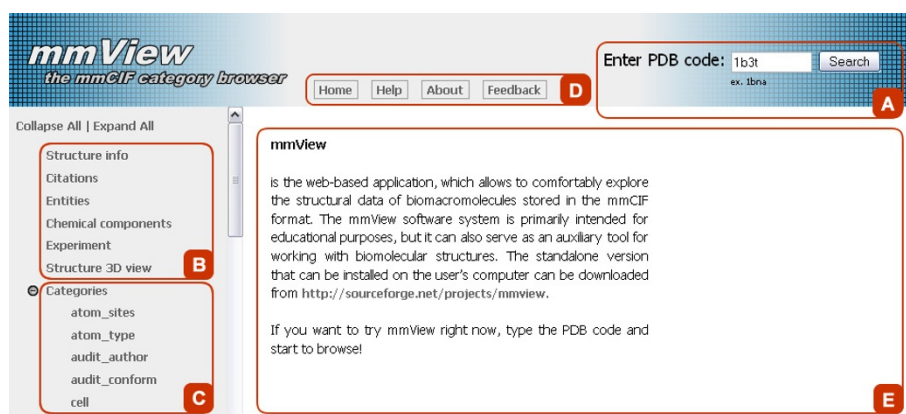 mmView
the mmCIF category browser
Enter PDB code: 1b3t Search
ex. 1bna
A
Home Help About Feedback D
Collapse All | Expand All
Structure info
Citations
Entities
Chemical components
Experiment
Structure 3D view
B
Categories
atom_sites
atom_type
audit_author
audit_conform
cell
C
mmView
is the web-based application, which allows to comfortably explore
the structural data of biomacromolecules stored in the mmCIF
format. The mmView software system is primarily intended for
educational purposes, but it can also serve as an auxiliary tool for
working with biomolecular structures. The standalone version
that can be installed on the user's computer can be downloaded
from http://sourceforge.net/projects/mmview.
If you want to try mmView right now, type the PDB code and
start to browse!
E